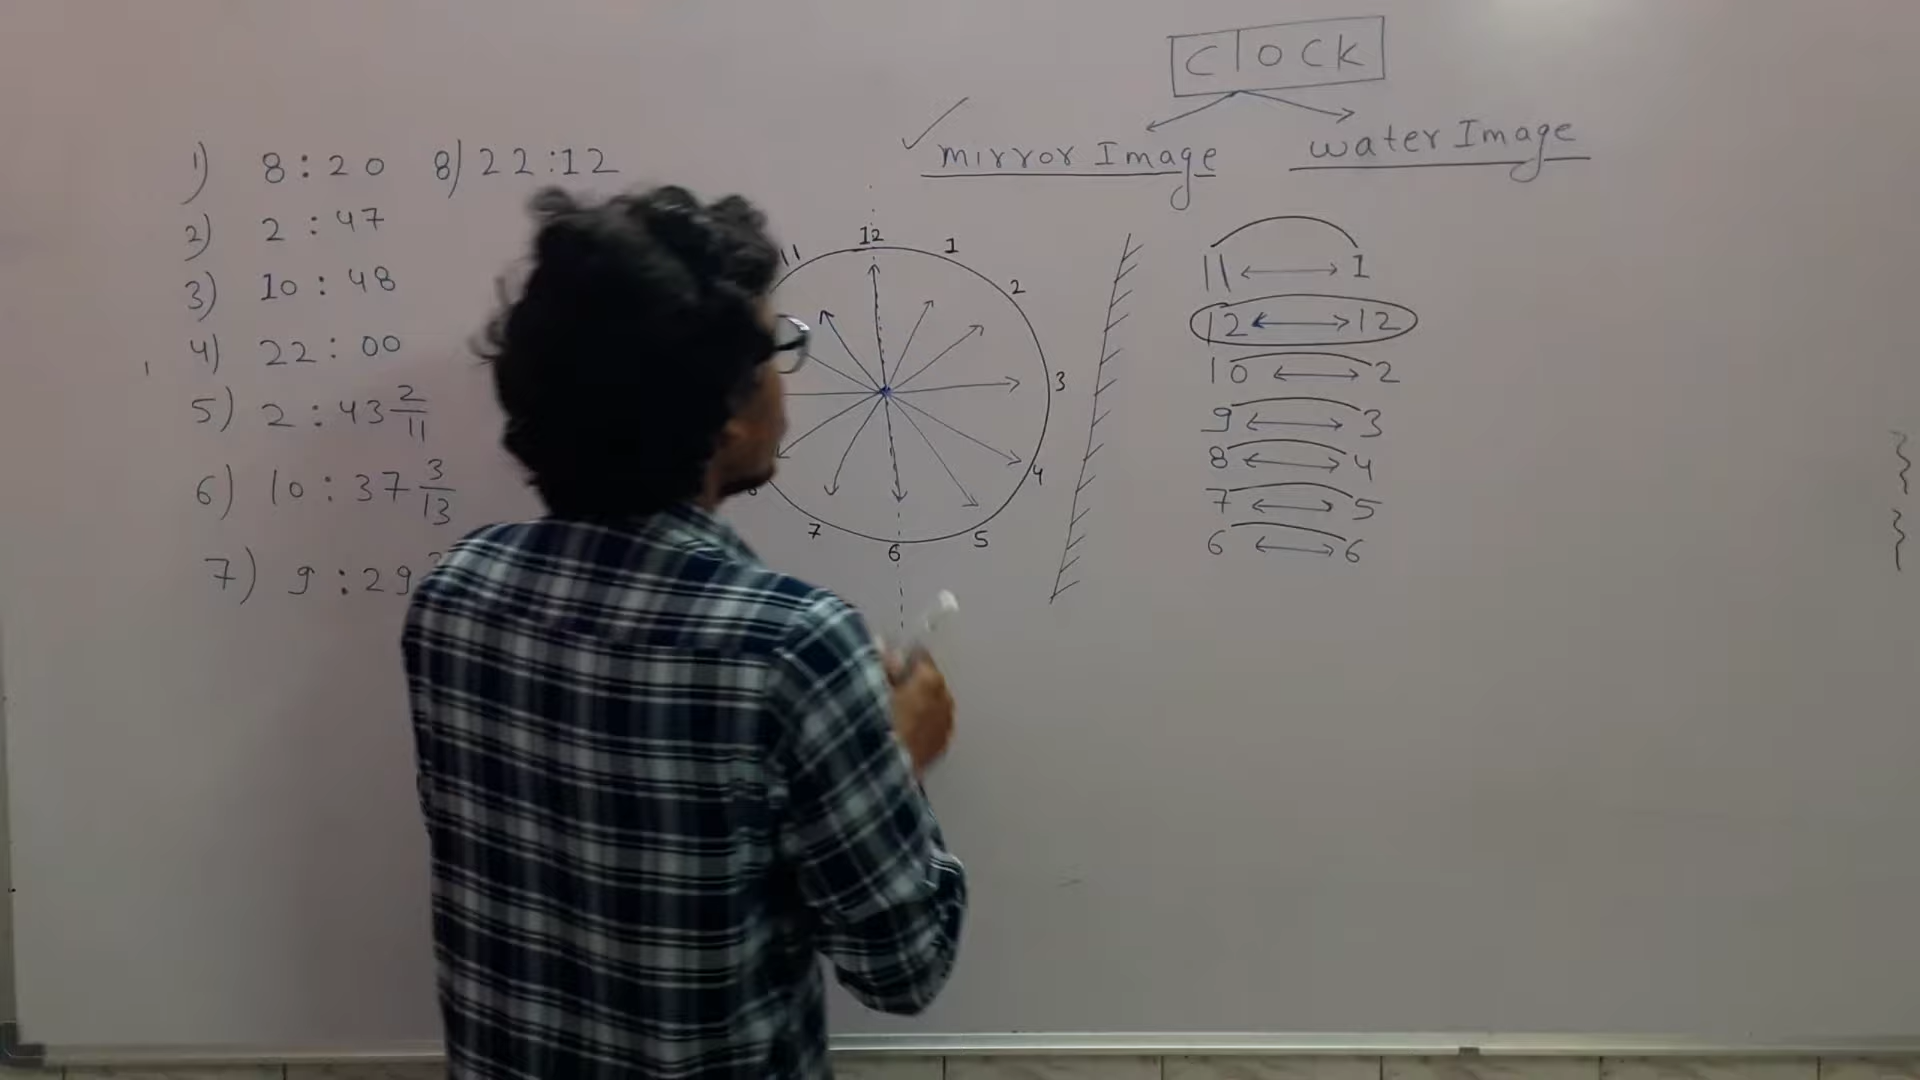 clock
mirror Image
water Image
1) 8:20
8) 22:12
2) 2:47
3) 10:48
4) 22:00
5) 2:43 2/11
6) 10:37 3/13
7) 9:29
12
11
1
2
3
4
5
6
7
11 ↔ 1
12 ↔ 12
10 ↔ 2
9 ↔ 3
8 ↔ 4
7 ↔ 5
6 ↔ 6